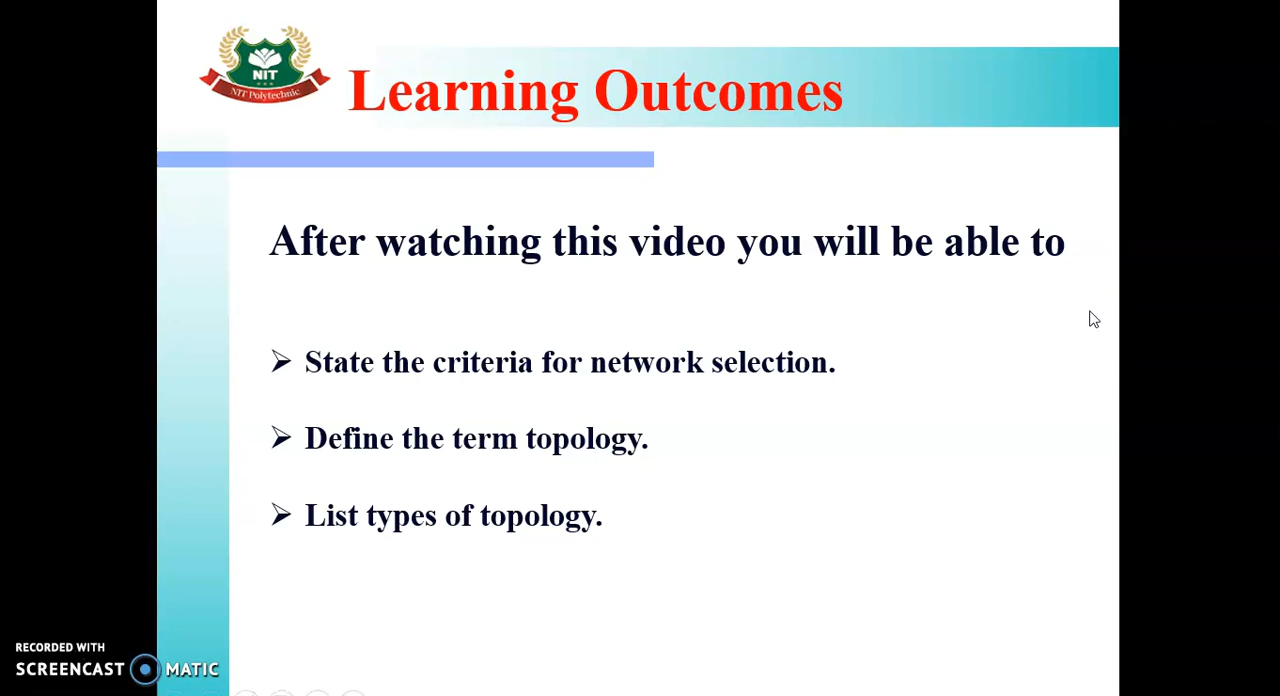 NIT
NIT Polytechnic
Learning Outcomes
After watching this video you will be able to
➢ State the criteria for network selection.
➢ Define the term topology.
➢ List types of topology.
RECORDED WITH
SCREENCAST MATIC